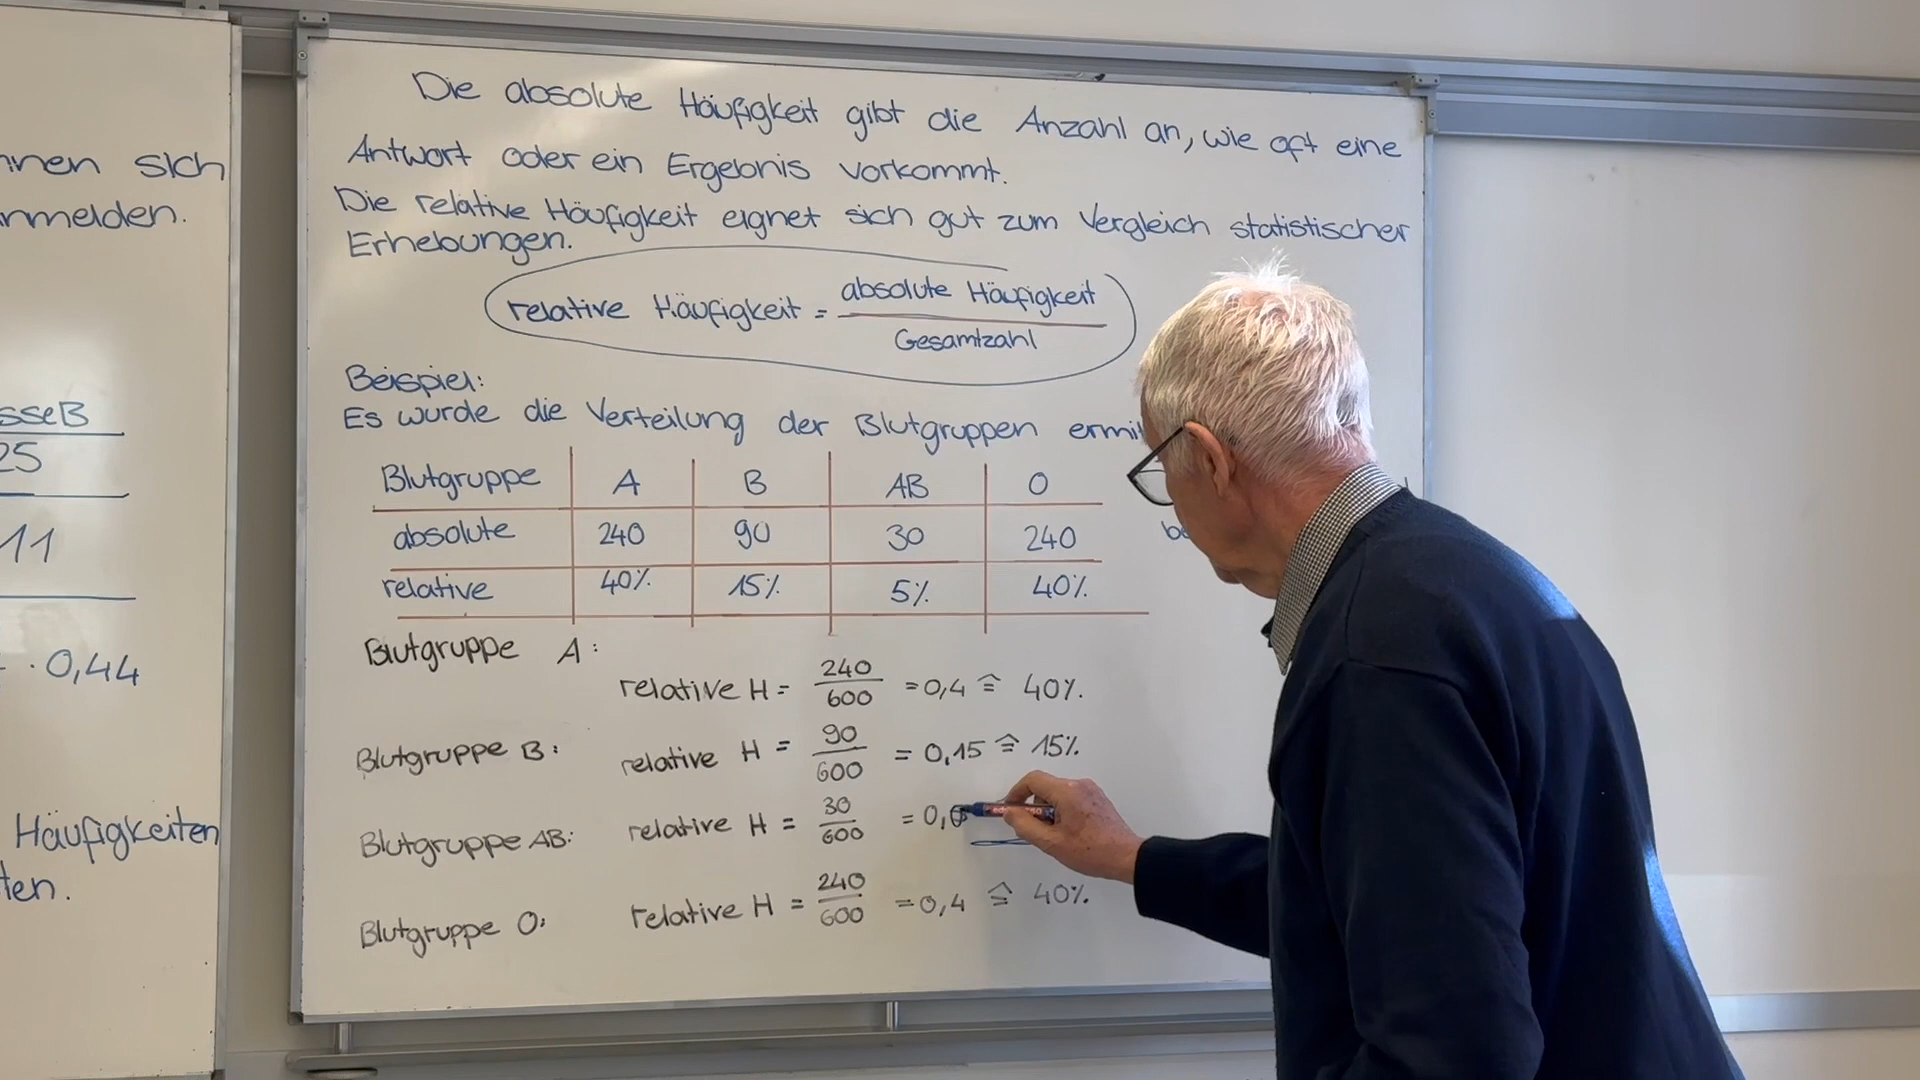 nnen sich
nmelden.
sse B
25
11
· 0,44
Häufigkeiten
ten.
Die absolute Häufigkeit gibt die Anzahl an, wie oft eine
Antwort oder ein Ergebnis vorkommt.
Die relative Häufigkeit eignet sich gut zum Vergleich statistischer
Erhebungen.
relative Häufigkeit = absolute Häufigkeit
Gesamtzahl
Beispiel:
Es wurde die Verteilung der Blutgruppen ermi
Blutgruppe A B AB O
absolute 240 90 30 240 be
relative 40% 15% 5% 40%
Blutgruppe A:
relative H = 240/600 = 0,4 ≙ 40%
Blutgruppe B: relative H = 90/600 = 0,15 ≙ 15%
Blutgruppe AB: relative H = 30/600 = 0,0
Blutgruppe O: relative H = 240/600 = 0,4 ≙ 40%